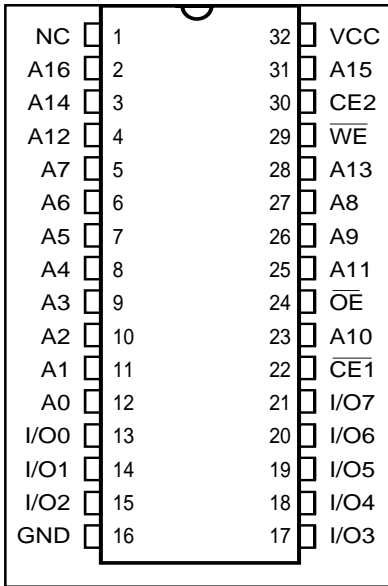 NC 1 32 VCC
A16 2 31 A15
A14 3 30 CE2
A12 4 29 W̅E̅
A7 5 28 A13
A6 6 27 A8
A5 7 26 A9
A4 8 25 A11
A3 9 24 O̅E̅
A2 10 23 A10
A1 11 22 C̅E̅1̅
A0 12 21 I/O7
I/O0 13 20 I/O6
I/O1 14 19 I/O5
I/O2 15 18 I/O4
GND 16 17 I/O3